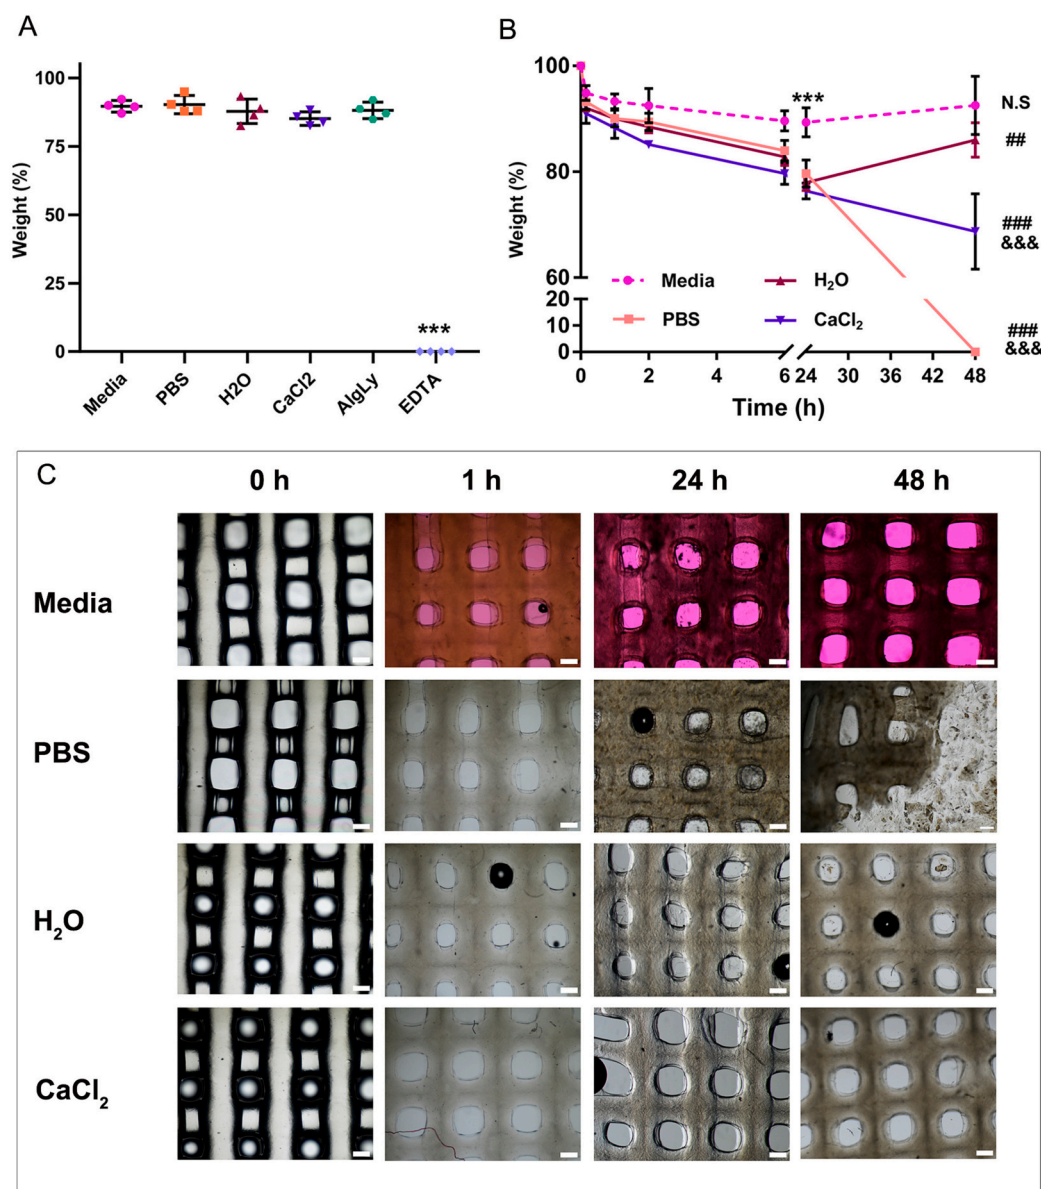 A
Weight (%)
100
75
50
25
0
***
Media
PBS
H2O
CaCl2
AlgLy
EDTA
B
Weight (%)
100
80
60
20
10
0
***
N.S
##
###
&&&
###
&&&
Media
H₂O
PBS
CaCl₂
0 2 4 6 24 30 36 42 48
Time (h)
C
0 h 1 h 24 h 48 h
Media
PBS
H₂O
CaCl₂